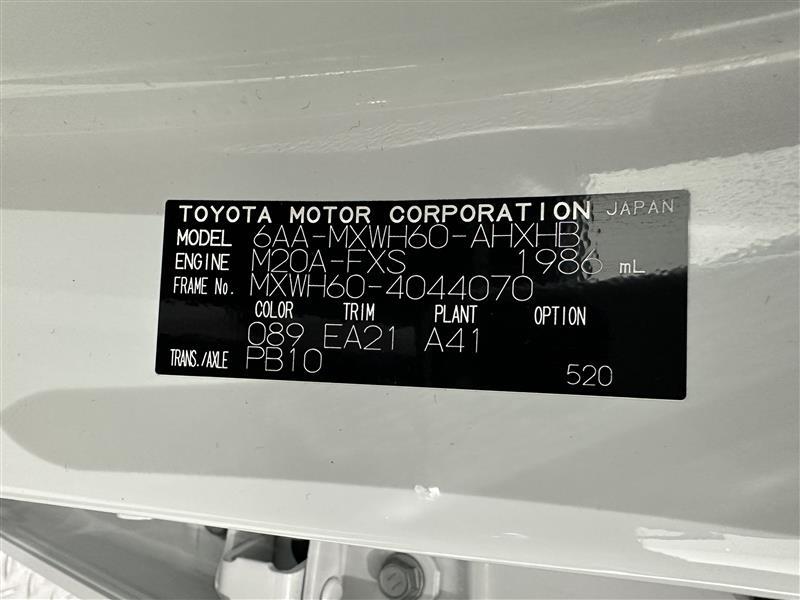 TOYOTA MOTOR CORPORATION JAPAN
MODEL 6AA-MXWH60-AHXHB
ENGINE M20A-FXS 1986 mL
FRAME No. MXWH60-4044070
COLOR TRIM PLANT OPTION
089 EA21 A41
TRANS./AXLE PB10
520